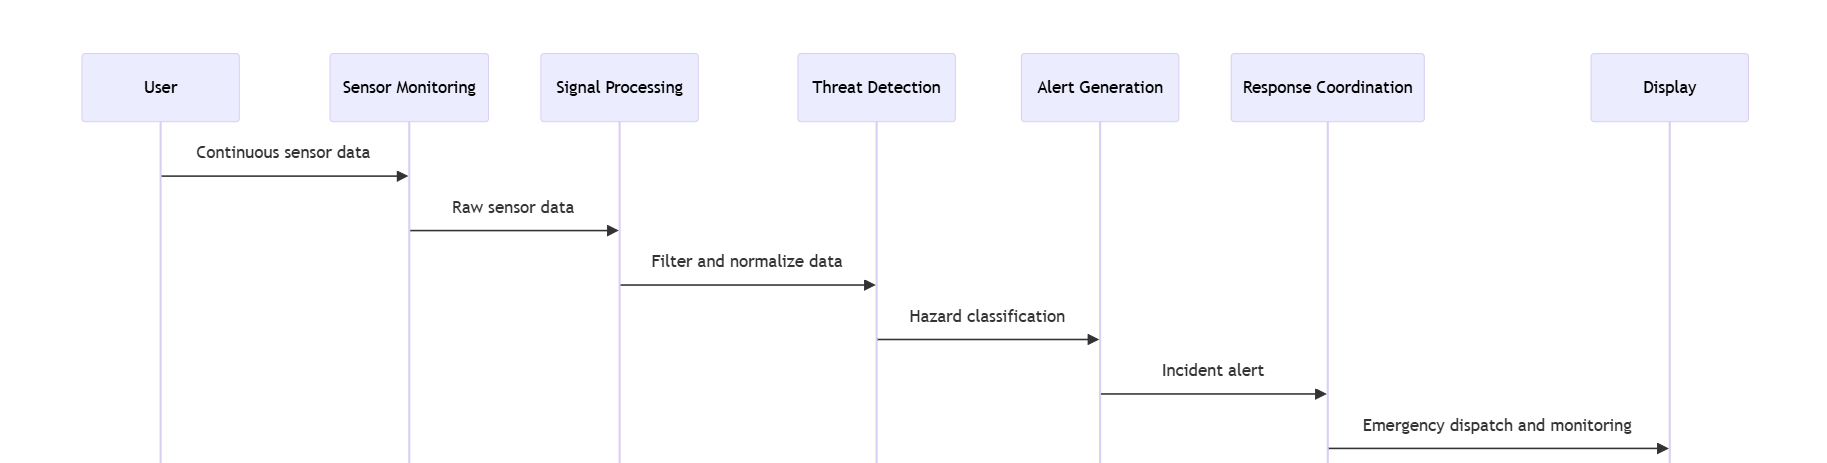 User
Sensor Monitoring
Signal Processing
Threat Detection
Alert Generation
Response Coordination
Display
Continuous sensor data
Raw sensor data
Filter and normalize data
Hazard classification
Incident alert
Emergency dispatch and monitoring